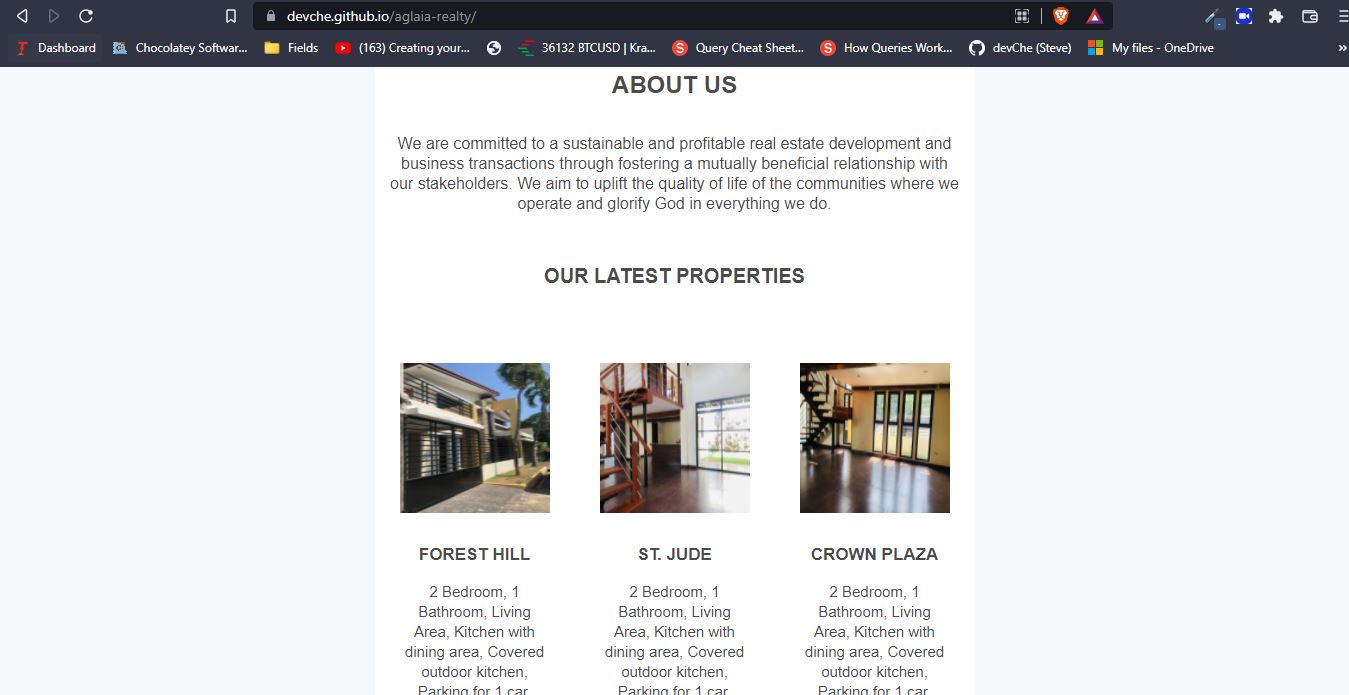 devche.github.io/aglaia-realty/
Dashboard
Chocolatey Softwar...
Fields
(163) Creating your...
36132 BTCUSD | Kra...
Query Cheat Sheet...
How Queries Work...
devChe (Steve)
My files - OneDrive
»
ABOUT US
We are committed to a sustainable and profitable real estate development and
business transactions through fostering a mutually beneficial relationship with
our stakeholders. We aim to uplift the quality of life of the communities where we
operate and glorify God in everything we do.
OUR LATEST PROPERTIES
FOREST HILL
2 Bedroom, 1
Bathroom, Living
Area, Kitchen with
dining area, Covered
outdoor kitchen,
Parking for 1 car
ST. JUDE
2 Bedroom, 1
Bathroom, Living
Area, Kitchen with
dining area, Covered
outdoor kitchen,
Parking for 1 car
CROWN PLAZA
2 Bedroom, 1
Bathroom, Living
Area, Kitchen with
dining area, Covered
outdoor kitchen,
Parking for 1 car